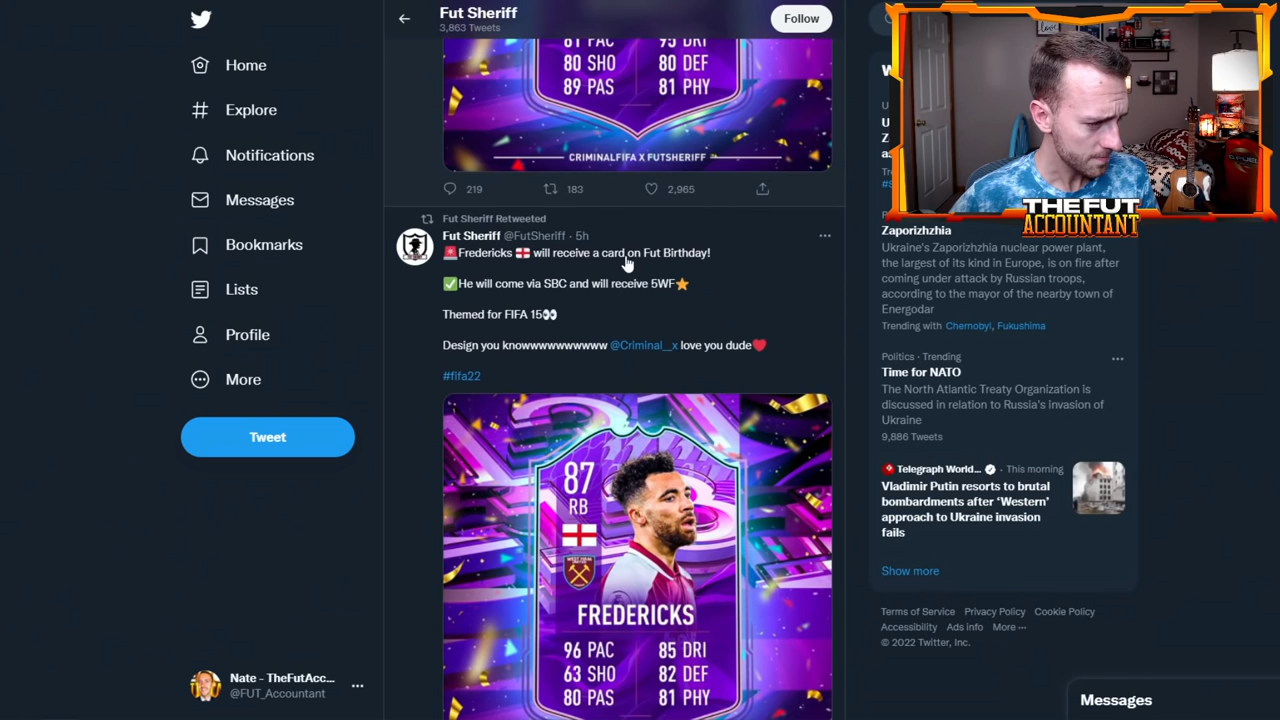 Home
Explore
Notifications
Messages
Bookmarks
Lists
Profile
More
Tweet
Nate - TheFutAcc...
@FUT_Accountant
Fut Sheriff
3,863 Tweets
Follow
80 SHO 80 DEF
89 PAS 81 PHY
CRIMINALFIFA X FUTSHERIFF
219 183 2,965
Fut Sheriff Retweeted
Fut Sheriff @FutSheriff · 5h
🚨Fredericks 🏴󠁧󠁢󠁥󠁮󠁧󠁿 will receive a card on Fut Birthday!
✅He will come via SBC and will receive 5WF⭐
Themed for FIFA 15👀
Design you knowwwwwwwwww @Criminal__x love you dude❤️
#fifa22
87
RB
WEST HAM
UNITED
FREDERICKS
96 PAC 85 DRI
63 SHO 82 DEF
80 PAS 81 PHY
THE FUT
ACCOUNTANT
Zaporizhzhia
Ukraine's Zaporizhzhia nuclear power plant,
the largest of its kind in Europe, is on fire after
coming under attack by Russian troops,
according to the mayor of the nearby town of
Energodar
Trending with Chernobyl, Fukushima
Politics · Trending
Time for NATO
The North Atlantic Treaty Organization is
discussed in relation to Russia's invasion of
Ukraine
9,886 Tweets
Telegraph World... · This morning
Vladimir Putin resorts to brutal
bombardments after 'Western'
approach to Ukraine invasion
fails
Show more
Terms of Service Privacy Policy Cookie Policy
Accessibility Ads info More ···
© 2022 Twitter, Inc.
Messages